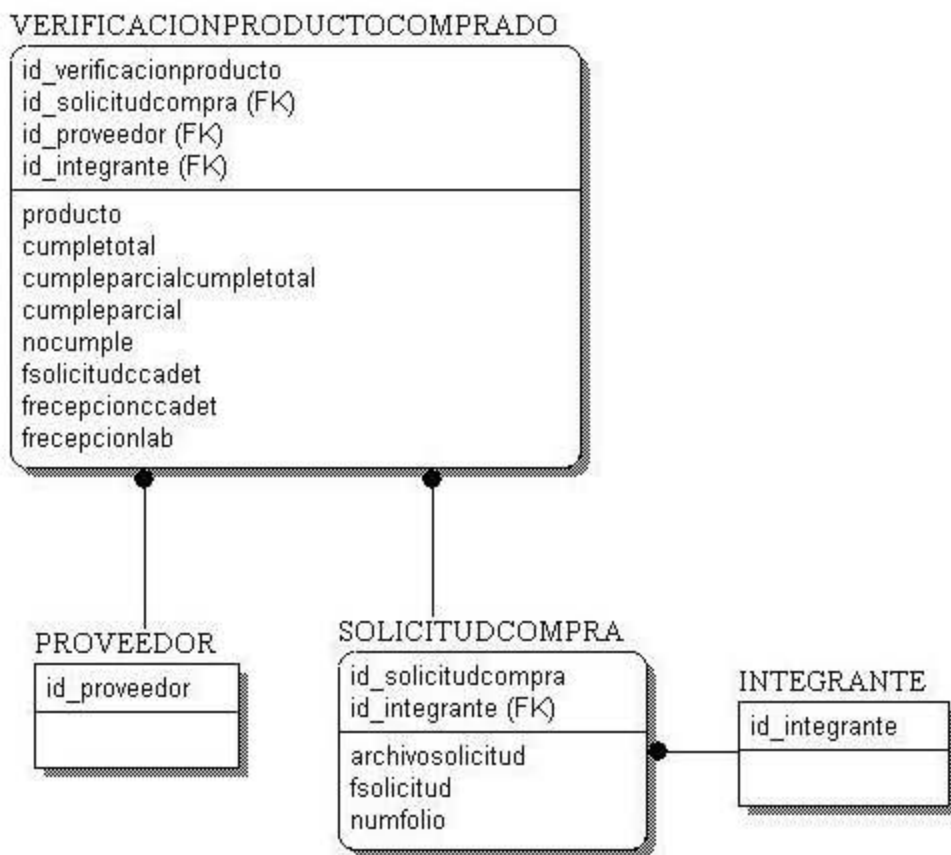 VERIFICACIONPRODUCTOCOMPRADO
id_verificacionproducto
id_solicitudcompra (FK)
id_proveedor (FK)
id_integrante (FK)
producto
cumpletotal
cumpleparcialcumpletotal
cumpleparcial
nocumple
fsolicitudccadet
frecepcionccadet
frecepcionlab
PROVEEDOR
id_proveedor
SOLICITUDCOMPRA
id_solicitudcompra
id_integrante (FK)
archivosolicitud
fsolicitud
numfolio
INTEGRANTE
id_integrante